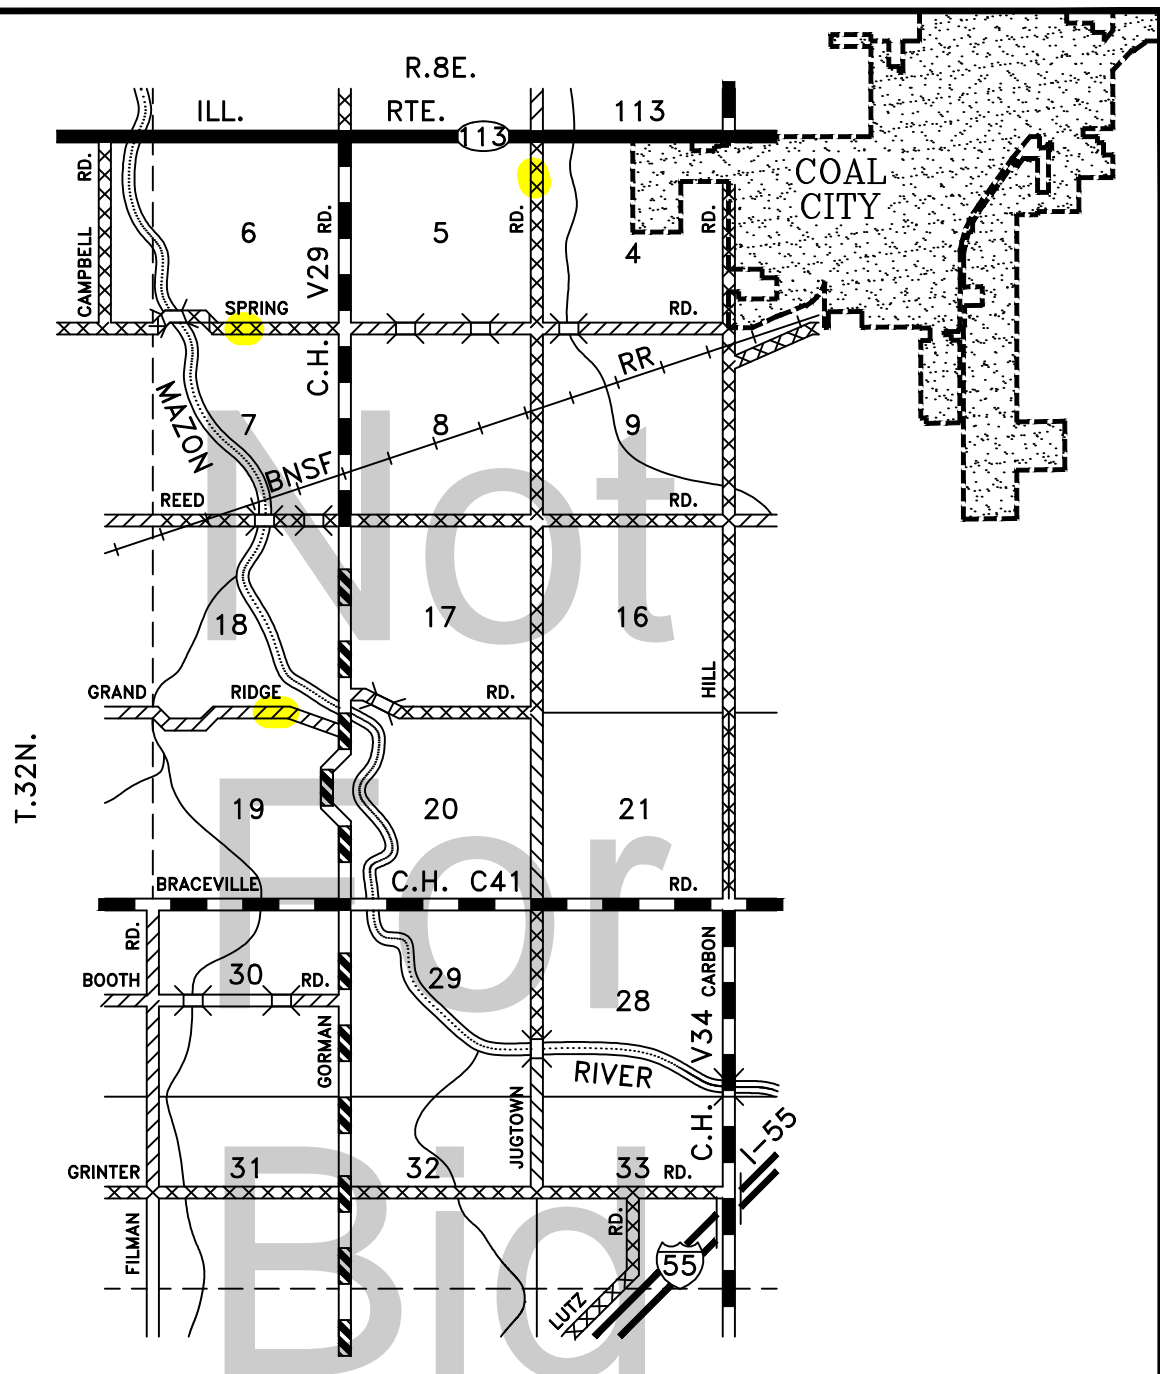 R.8E.
ILL. RTE. 113
113
COAL
CITY
RD.
CAMPBELL
6
V29
RD.
5
RD.
4
RD.
SPRING
RD.
C.H.
RR
MAZON
7
8
9
BNSF
REED
RD.
Not
18
17
16
HILL
GRAND
RIDGE
RD.
T.32N.
19
20
21
For
BRACEVILLE
C.H. C41
RD.
RD.
BOOTH
30
RD.
29
28
CARBON
V34
GORMAN
RIVER
JUGTOWN
C.H.
I-55
GRINTER
31
32
33
RD.
Bid
FILMAN
RD.
55
LUTZ